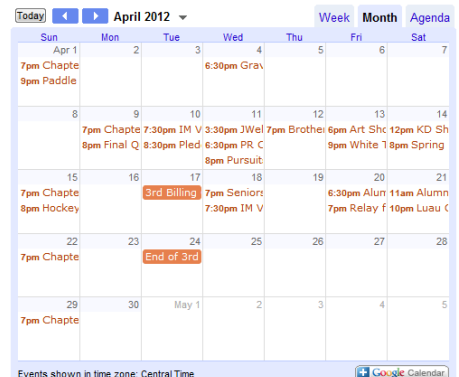 Today April 2012 Week Month Agenda
Sun Mon Tue Wed Thu Fri Sat
Apr 1 2 3 4 5 6 7
7pm Chapte 6:30pm Grav
9pm Paddle
8 9 10 11 12 13 14
7pm Chapte 7:30pm IM V 3:30pm JWel 7pm Brother 6pm Art Sho 12pm KD Sh
8pm Final Q 8:30pm Pled 6:30pm PR C 9pm White T 8pm Spring
8pm Pursuit
15 16 17 18 19 20 21
7pm Chapte 3rd Billing 7pm Seniors 6:30pm Alum 11am Alumn
8pm Hockey 7:30pm IM V 7pm Relay f 10pm Luau C
22 23 24 25 26 27 28
7pm Chapte End of 3rd
29 30 May 1 2 3 4 5
7pm Chapte
Events shown in time zone: Central Time Google Calendar